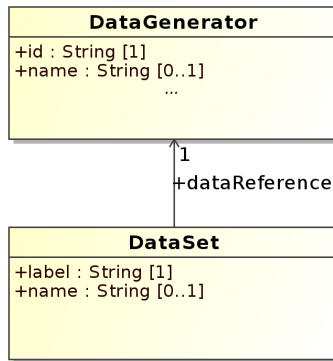 DataGenerator
+id : String [1]
+name : String [0..1]
...
1
+dataReference
DataSet
+label : String [1]
+name : String [0..1]